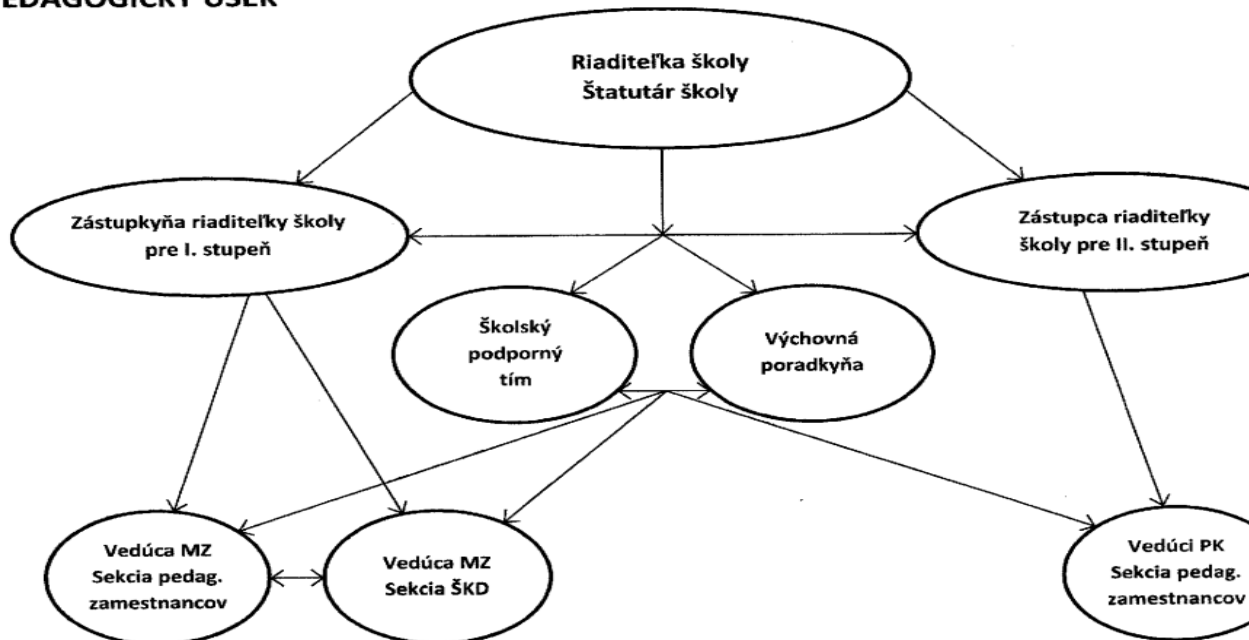 EDAGOGICKÝ ÚSEK
Riaditeľka školy
Štatutár školy
Zástupkyňa riaditeľky školy
pre I. stupeň
Zástupca riaditeľky
školy pre II. stupeň
Školský
podporný
tím
Výchovná
poradkyňa
Vedúca MZ
Sekcia pedag.
zamestnancov
Vedúca MZ
Sekcia ŠKD
Vedúci PK
Sekcia pedag.
zamestnancov